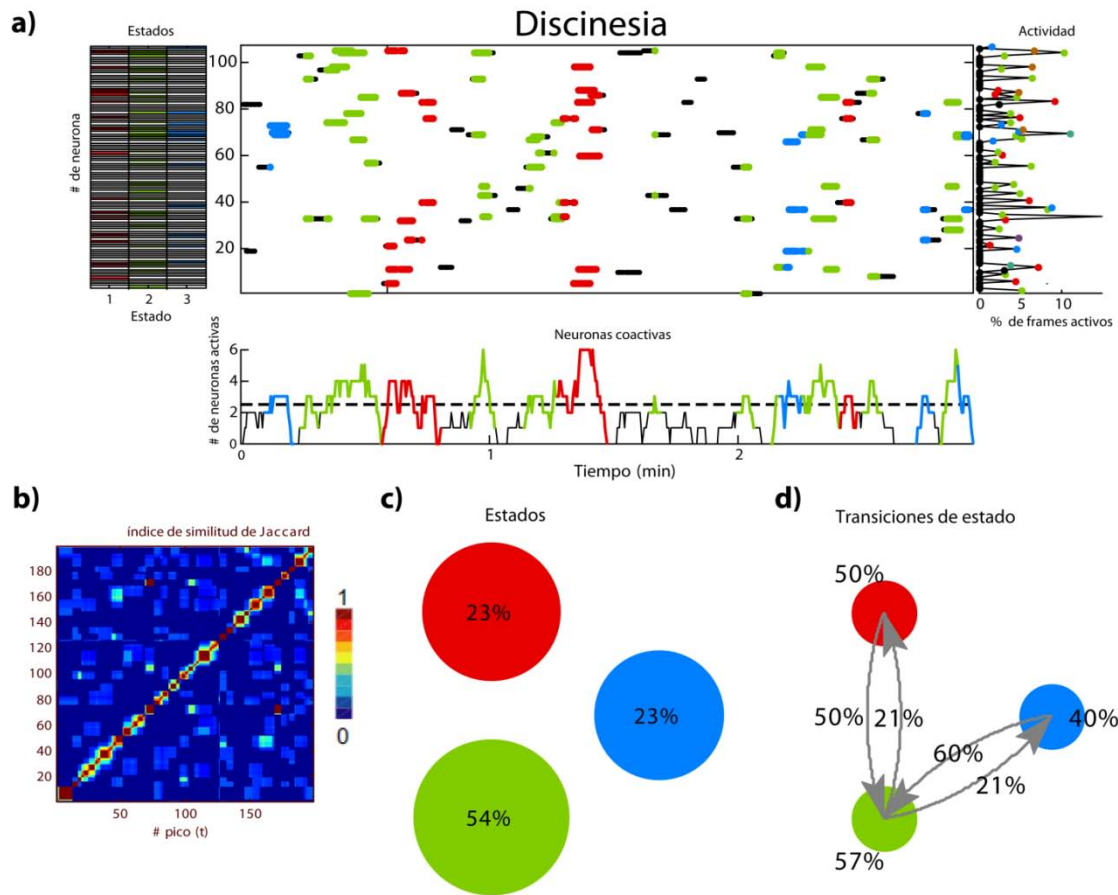 Discinesia
a)
Estados
Actividad
# de neurona
100
80
60
40
20
1 2 3
Estado
0 5 10
% de frames activos
Neuronas coactivas
# de neuronas activas
6
4
2
0
0 1 2
Tiempo (min)
b)
índice de similitud de Jaccard
180
160
140
120
100
80
60
40
20
50 100 150
# pico (t)
1
0
c)
Estados
23%
23%
54%
d)
Transiciones de estado
50%
50%
21%
40%
60%
21%
57%